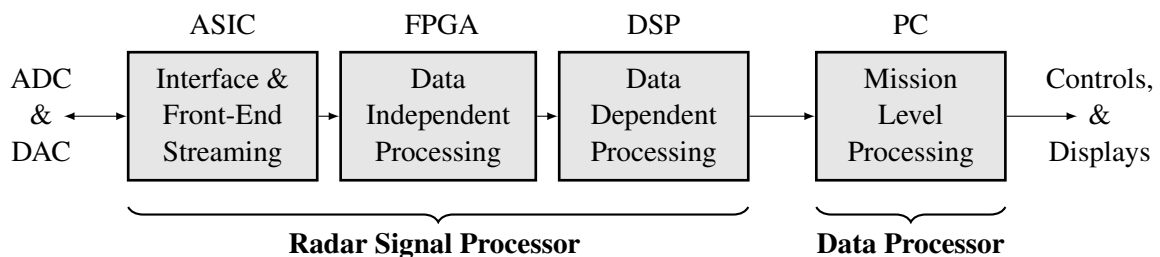 ASIC
FPGA
DSP
PC
ADC
&
DAC
Interface &
Front-End
Streaming
Data
Independent
Processing
Data
Dependent
Processing
Mission
Level
Processing
Controls,
&
Displays
Radar Signal Processor
Data Processor